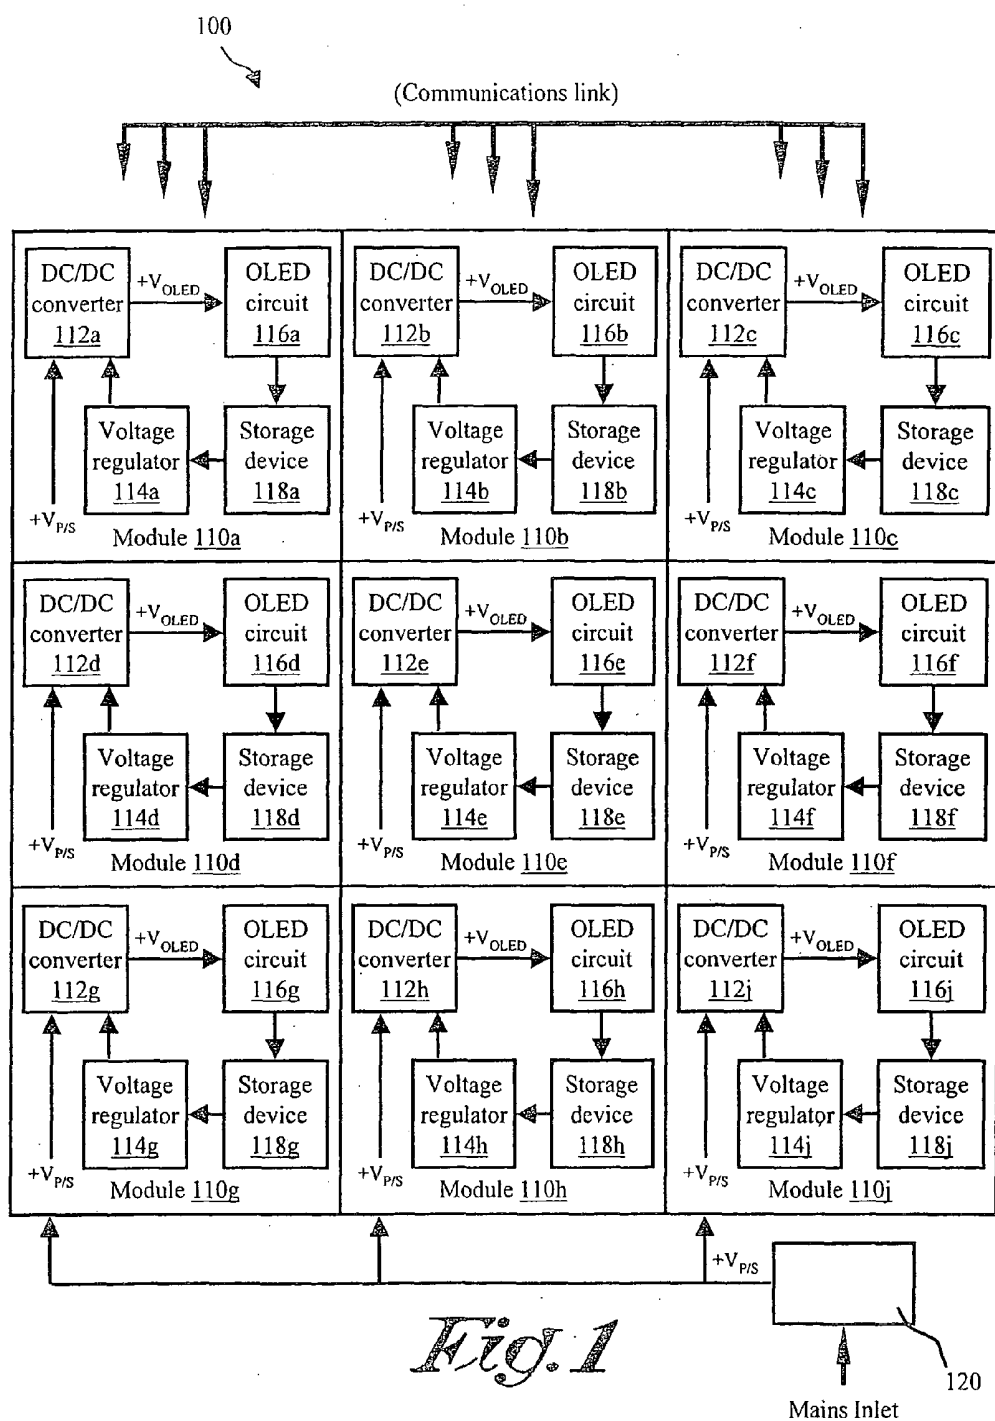 100
(Communications link)
DC/DC converter 112a
+VOLED
OLED circuit 116a
Voltage regulator 114a
Storage device 118a
+VP/S
Module 110a
DC/DC converter 112b
+VOLED
OLED circuit 116b
Voltage regulator 114b
Storage device 118b
+VP/S
Module 110b
DC/DC converter 112c
+VOLED
OLED circuit 116c
Voltage regulator 114c
Storage device 118c
+VP/S
Module 110c
DC/DC converter 112d
+VOLED
OLED circuit 116d
Voltage regulator 114d
Storage device 118d
+VP/S
Module 110d
DC/DC converter 112e
+VOLED
OLED circuit 116e
Voltage regulator 114e
Storage device 118e
+VP/S
Module 110e
DC/DC converter 112f
+VOLED
OLED circuit 116f
Voltage regulator 114f
Storage device 118f
+VP/S
Module 110f
DC/DC converter 112g
+VOLED
OLED circuit 116g
Voltage regulator 114g
Storage device 118g
+VP/S
Module 110g
DC/DC converter 112h
+VOLED
OLED circuit 116h
Voltage regulator 114h
Storage device 118h
+VP/S
Module 110h
DC/DC converter 112j
+VOLED
OLED circuit 116j
Voltage regulator 114j
Storage device 118j
+VP/S
Module 110j
+VP/S
Fig. 1
120
Mains Inlet